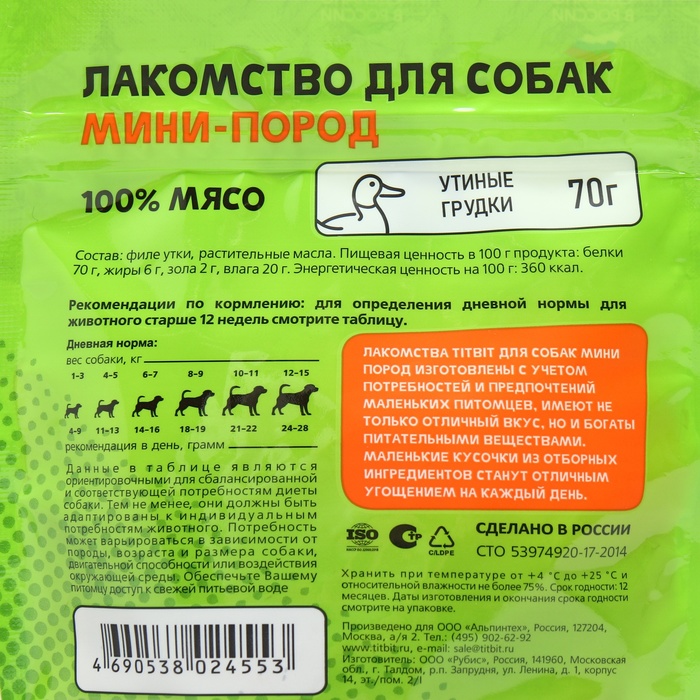 ЛАКОМСТВО ДЛЯ СОБАК
МИНИ-ПОРОД
100% МЯСО
УТИНЫЕ
ГРУДКИ
70г
Состав: филе утки, растительные масла. Пищевая ценность в 100 г продукта: белки
70 г, жиры 6 г, зола 2 г, влага 20 г. Энергетическая ценность на 100 г: 360 ккал.
Рекомендации по кормлению: для определения дневной нормы для
животного старше 12 недель смотрите таблицу.
Дневная норма:
вес собаки, кг
1-3 4-5 6-7 8-9 10-11 12-15
4-9 11-13 14-16 18-19 21-22 24-28
рекомендация в день, грамм
Данные в таблице являются
ориентировочными для сбалансированной
и соответствующей потребностям диеты
собаки. Тем не менее, они должны быть
адаптированы к индивидуальным
потребностям животного. Потребность
может варьироваться в зависимости от
породы, возраста и размера собаки,
двигательной способности или воздействия
окружающей среды. Обеспечьте Вашему
питомцу доступ к свежей питьевой воде
ЛАКОМСТВА TITBIT ДЛЯ СОБАК МИНИ
ПОРОД ИЗГОТОВЛЕНЫ С УЧЕТОМ
ПОТРЕБНОСТЕЙ И ПРЕДПОЧТЕНИЙ
МАЛЕНЬКИХ ПИТОМЦЕВ, ИМЕЮТ НЕ
ТОЛЬКО ОТЛИЧНЫЙ ВКУС, НО И БОГАТЫ
ПИТАТЕЛЬНЫМИ ВЕЩЕСТВАМИ.
МАЛЕНЬКИЕ КУСОЧКИ ИЗ ОТБОРНЫХ
ИНГРЕДИЕНТОВ СТАНУТ ОТЛИЧНЫМ
УГОЩЕНИЕМ НА КАЖДЫЙ ДЕНЬ.
ISO
СТР
C/LDPE
СДЕЛАНО В РОССИИ
СТО 53974920-17-2014
Хранить при температуре от +4 °С до +25 °С и
относительной влажности не более 75%. Срок годности: 12
месяцев. Даты изготовления и окончания срока годности
смотрите на упаковке.
Произведено для ООО «Альпинтех», Россия, 127204,
Москва, а/я 2. Тел.: (495) 902-62-92
www.titbit.ru, e-mail: sale@titbit.ru
Изготовитель: ООО «Рубис», Россия, 141960, Московская
обл., г. Талдом, р.п. Запрудня, ул. Ленина, д. 1, корпус
14, эт./пом. 2/I
4 690538 024553